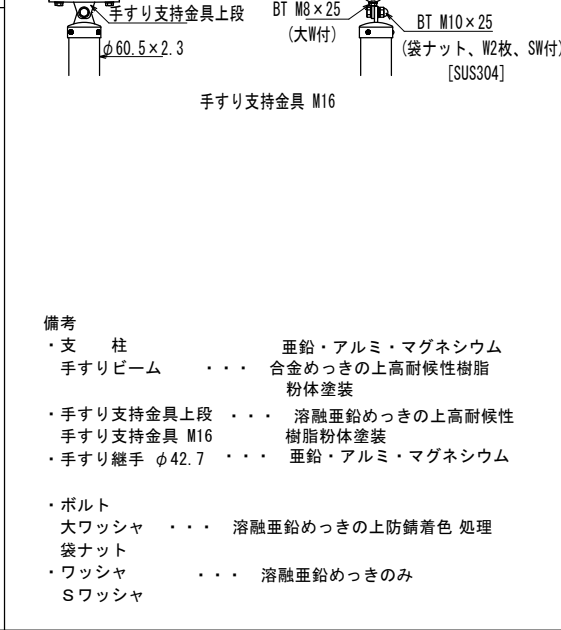 手すり支持金具上段
φ60.5×2.3
BT M8×25
(大W付)
BT M10×25
(袋ナット、W2枚、SW付)
[SUS304]
手すり支持金具 M16
備考
・支　　柱　　　　　　　　　亜鉛・アルミ・マグネシウム
手すりビーム　　・・・　合金めっきの上高耐候性樹脂
粉体塗装
・手すり支持金具上段　・・・　溶融亜鉛めっきの上高耐候性
手すり支持金具 M16　　　　樹脂粉体塗装
・手すり継手 φ42.7　・・・　亜鉛・アルミ・マグネシウム
・ボルト
大ワッシャ　・・・　溶融亜鉛めっきの上防錆着色 処理
袋ナット
・ワッシャ　　　・・・　溶融亜鉛めっきのみ
Ｓワッシャ